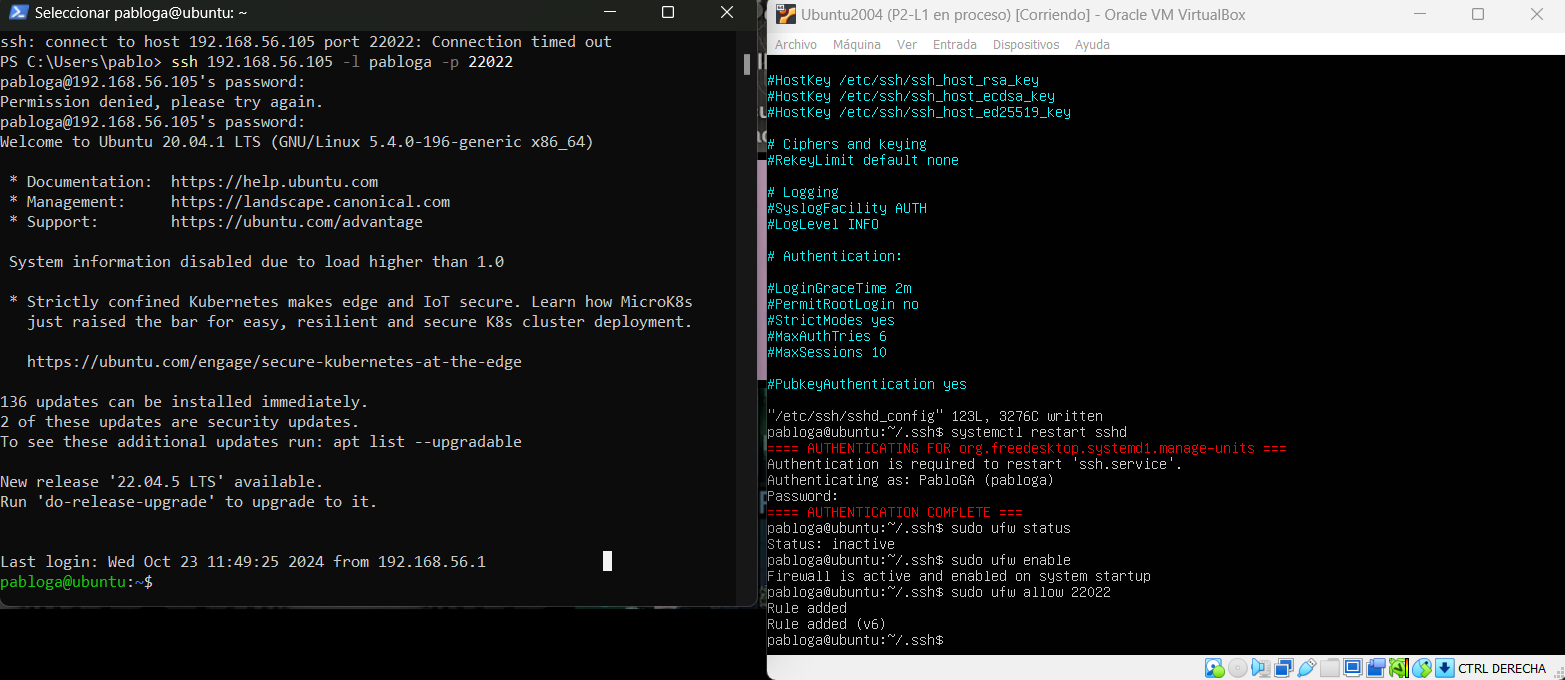 Seleccionar pabloga@ubuntu: ~
ssh: connect to host 192.168.56.105 port 22022: Connection timed out
PS C:\Users\pablo> ssh 192.168.56.105 -l pabloga -p 22022
pabloga@192.168.56.105's password:
Permission denied, please try again.
pabloga@192.168.56.105's password:
Welcome to Ubuntu 20.04.1 LTS (GNU/Linux 5.4.0-196-generic x86_64)
* Documentation:  https://help.ubuntu.com
* Management:     https://landscape.canonical.com
* Support:        https://ubuntu.com/advantage
System information disabled due to load higher than 1.0
* Strictly confined Kubernetes makes edge and IoT secure. Learn how MicroK8s
just raised the bar for easy, resilient and secure K8s cluster deployment.
https://ubuntu.com/engage/secure-kubernetes-at-the-edge
136 updates can be installed immediately.
2 of these updates are security updates.
To see these additional updates run: apt list --upgradable
New release '22.04.5 LTS' available.
Run 'do-release-upgrade' to upgrade to it.
Last login: Wed Oct 23 11:49:25 2024 from 192.168.56.1
pabloga@ubuntu:~$
Ubuntu2004 (P2-L1 en proceso) [Corriendo] - Oracle VM VirtualBox
Archivo Máquina Ver Entrada Dispositivos Ayuda
#HostKey /etc/ssh/ssh_host_rsa_key
#HostKey /etc/ssh/ssh_host_ecdsa_key
#HostKey /etc/ssh/ssh_host_ed25519_key
# Ciphers and keying
#RekeyLimit default none
# Logging
#SyslogFacility AUTH
#LogLevel INFO
# Authentication:
#LoginGraceTime 2m
#PermitRootLogin no
#StrictModes yes
#MaxAuthTries 6
#MaxSessions 10
#PubkeyAuthentication yes
"/etc/ssh/sshd_config" 123L, 3276C written
pabloga@ubuntu:~/.ssh$ systemctl restart sshd
==== AUTHENTICATING FOR org.freedesktop.systemd1.manage-units ===
Authentication is required to restart 'ssh.service'.
Authenticating as: PabloGA (pabloga)
Password:
==== AUTHENTICATION COMPLETE ===
pabloga@ubuntu:~/.ssh$ sudo ufw status
Status: inactive
pabloga@ubuntu:~/.ssh$ sudo ufw enable
Firewall is active and enabled on system startup
pabloga@ubuntu:~/.ssh$ sudo ufw allow 22022
Rule added
Rule added (v6)
pabloga@ubuntu:~/.ssh$
CTRL DERECHA